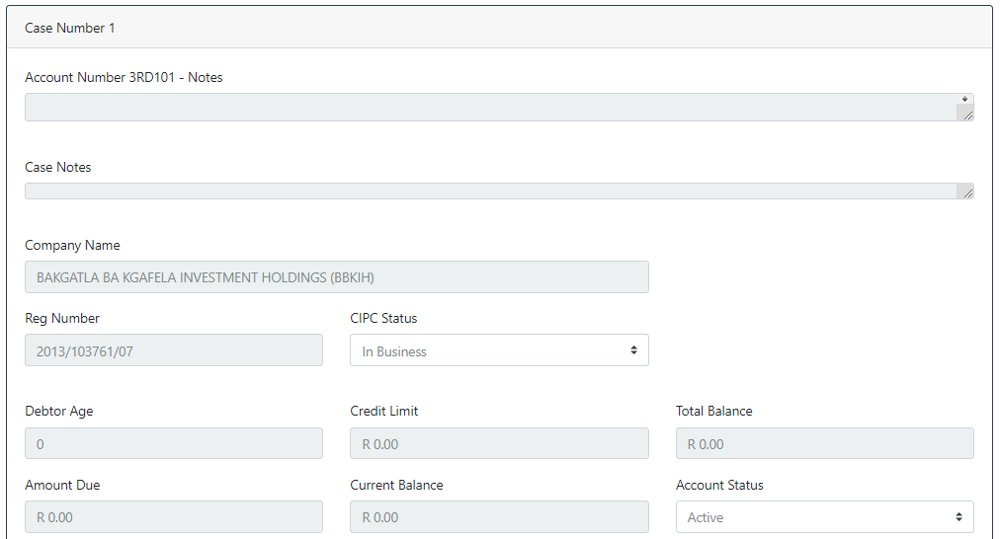 Case Number 1
Account Number 3RD101 - Notes
Case Notes
Company Name
BAKGATLA BA KGAFELA INVESTMENT HOLDINGS (BBKIH)
Reg Number CIPC Status
2013/103761/07 In Business
Debtor Age Credit Limit Total Balance
0 R 0.00 R 0.00
Amount Due Current Balance Account Status
R 0.00 R 0.00 Active